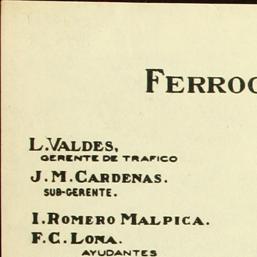 FERROC
L. VALDES,
GERENTE DE TRAFICO
J. M. CARDENAS.
SUB-GERENTE.
I. ROMERO MALPICA.
F. C. LONA.
AYUDANTES